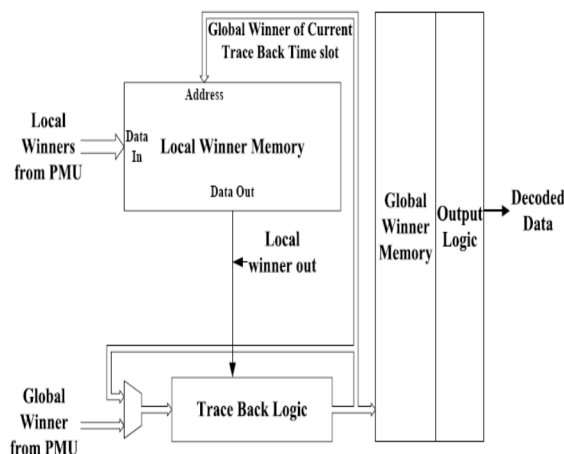 Global Winner of Current
Trace Back Time slot
Address
Local
Winners
from PMU
Data
In
Local Winner Memory
Data Out
Local
winner out
Global
Winner
Memory
Output
Logic
Decoded
Data
Global
Winner
from PMU
Trace Back Logic